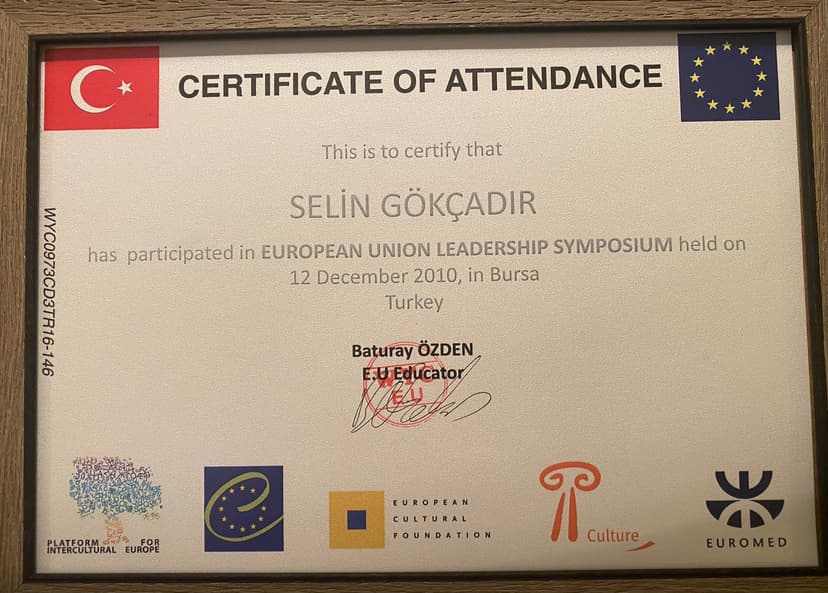 CERTIFICATE OF ATTENDANCE
This is to certify that
SELİN GÖKÇADIR
has participated in EUROPEAN UNION LEADERSHIP SYMPOSIUM held on
12 December 2010, in Bursa
Turkey
WYC0973CD3TR16-146
Baturay ÖZDEN
E.U Educator
WYC
E.U
PLATFORM FOR
INTERCULTURAL EUROPE
EUROPEAN
CULTURAL
FOUNDATION
Culture
EUROMED